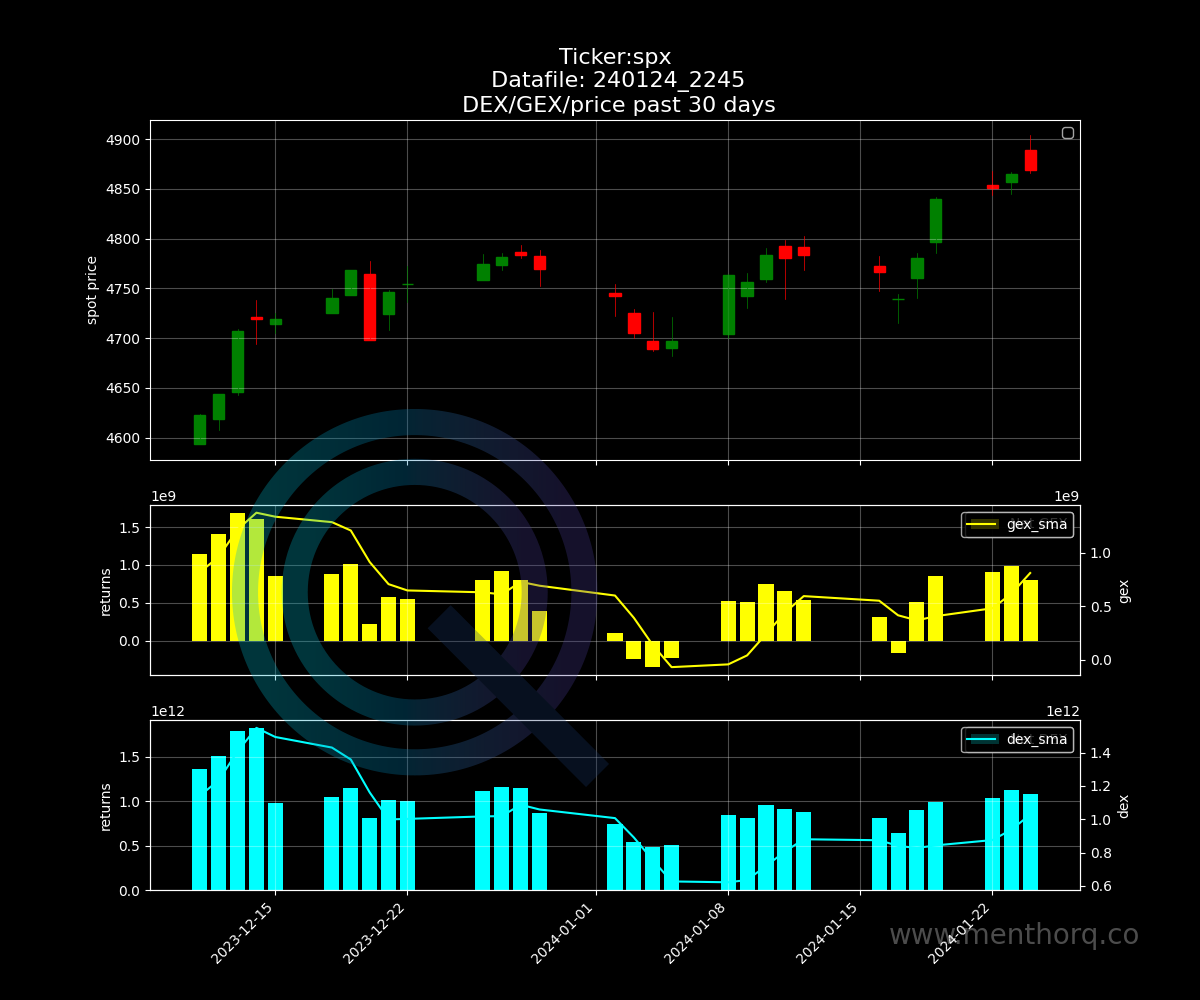 Ticker:spx
Datafile: 240124_2245
DEX/GEX/price past 30 days
4900
4850
4800
4750
4700
4650
4600
spot price
1e9
1e9
gex_sma
1.5
1.0
0.5
0.0
returns
1.0
0.5
0.0
gex
1e12
1e12
dex_sma
1.5
1.0
0.5
0.0
returns
1.4
1.2
1.0
0.8
0.6
dex
2023-12-15
2023-12-22
2024-01-01
2024-01-08
2024-01-15
2024-01-22
www.menthorq.co